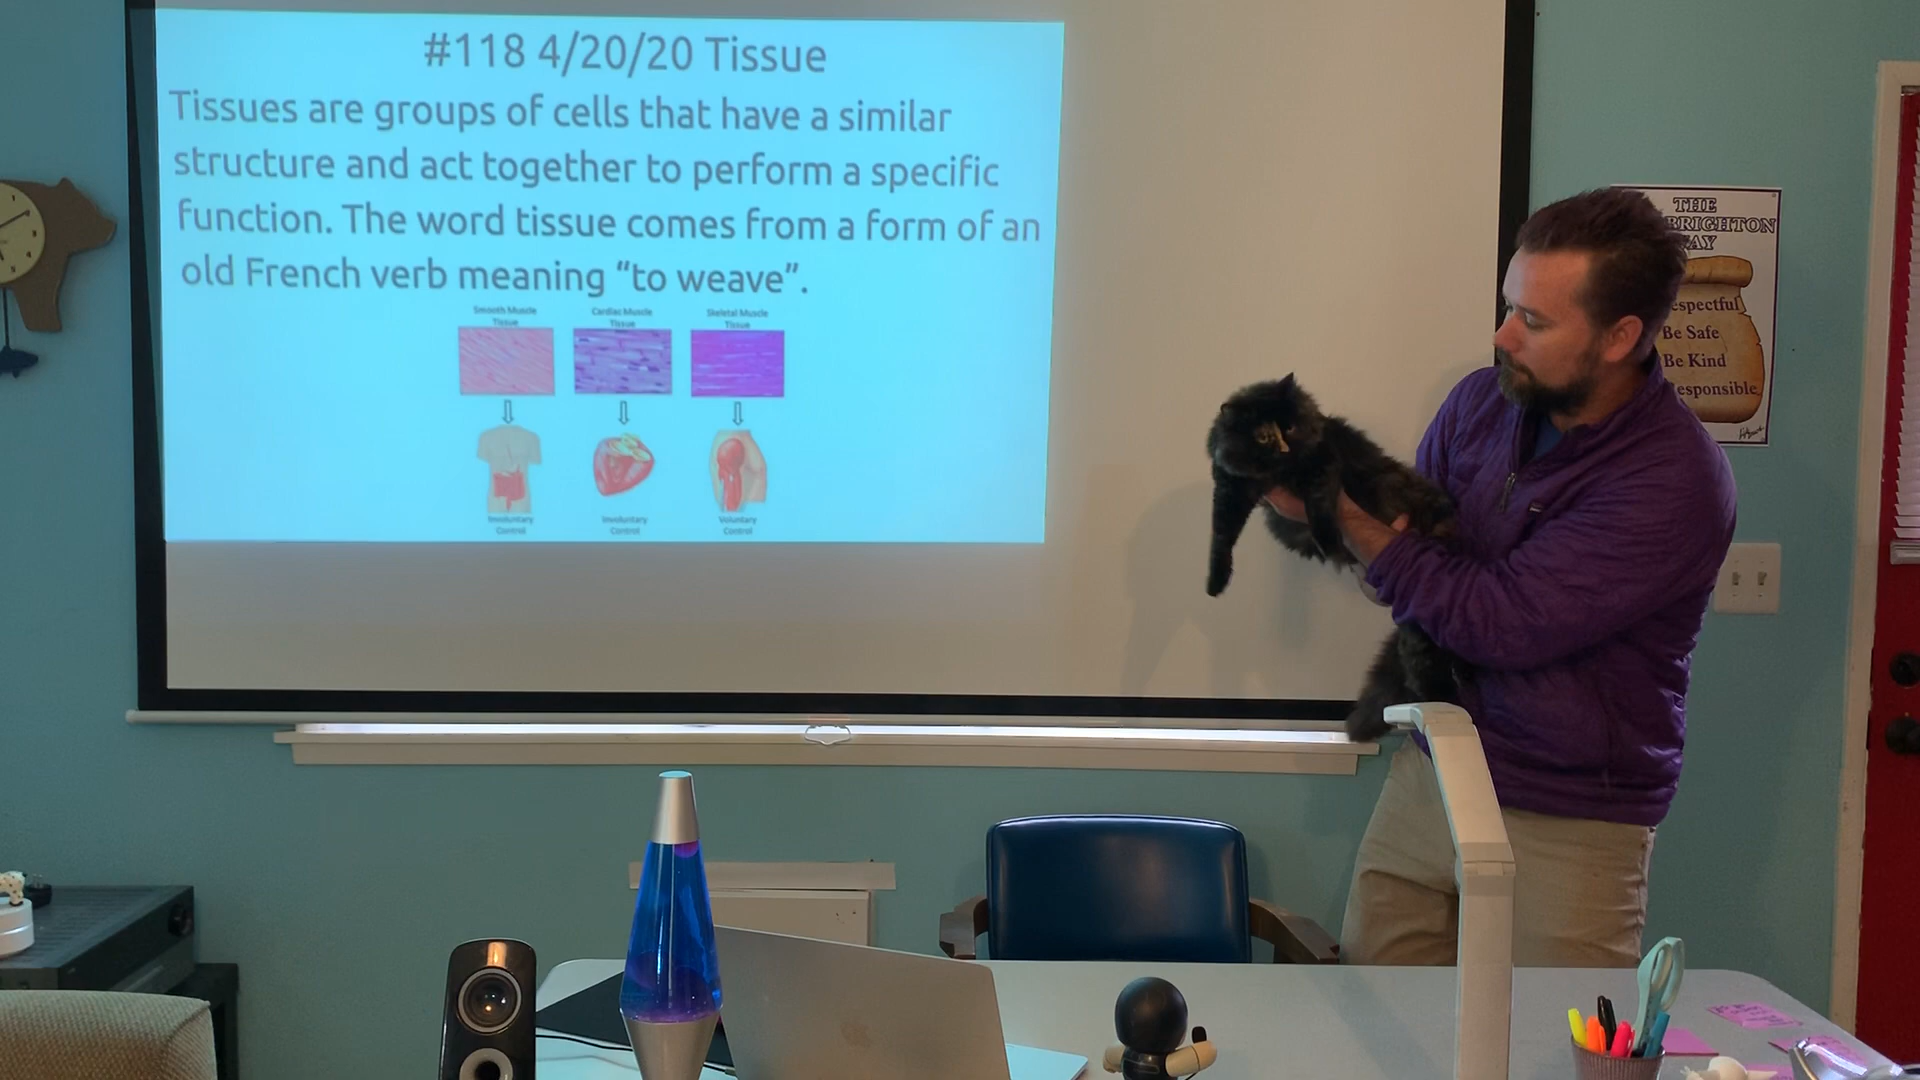 #118 4/20/20 Tissue
Tissues are groups of cells that have a similar
structure and act together to perform a specific
function. The word tissue comes from a form of an
old French verb meaning “to weave”.
Smooth Muscle Cardiac Muscle Skeletal Muscle
Tissue Tissue Tissue
Involuntary Involuntary Voluntary
Control Control Control
THE
BRIGHTON
WAY
espectful
Be Safe
Be Kind
esponsible